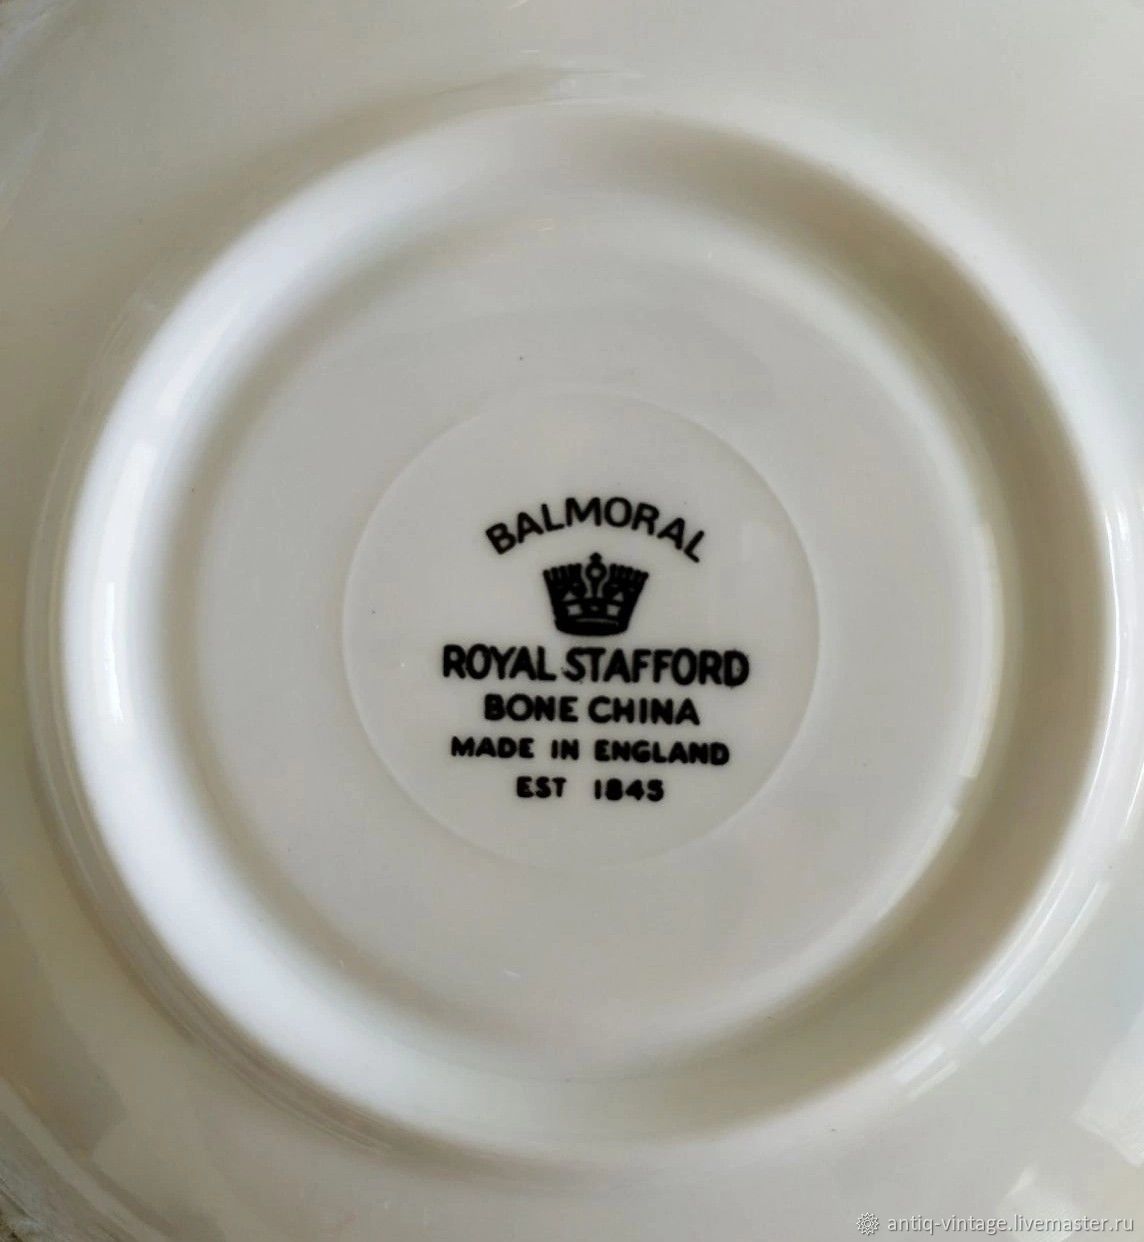 BALMORAL
ROYAL STAFFORD
BONE CHINA
MADE IN ENGLAND
EST 1845
antiq-vintage.livemaster.ru